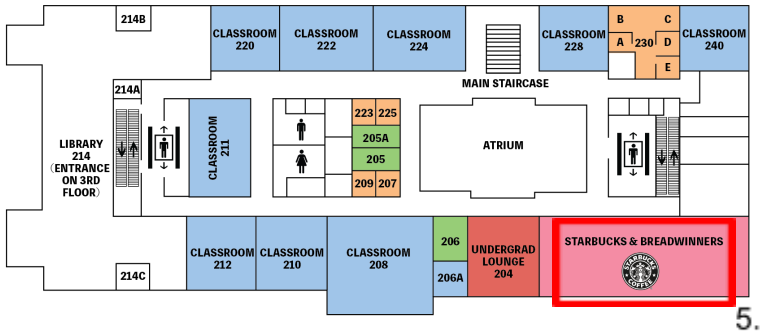 214B
CLASSROOM
220
CLASSROOM
222
CLASSROOM
224
CLASSROOM
228
B
C
A
230
D
E
CLASSROOM
240
MAIN STAIRCASE
214A
LIBRARY
214
(ENTRANCE
ON 3RD
FLOOR)
CLASSROOM
211
223
225
205A
205
209
207
ATRIUM
214C
CLASSROOM
212
CLASSROOM
210
CLASSROOM
208
206
206A
UNDERGRAD
LOUNGE
204
STARBUCKS & BREADWINNERS
STARBUCKS
COFFEE
5.